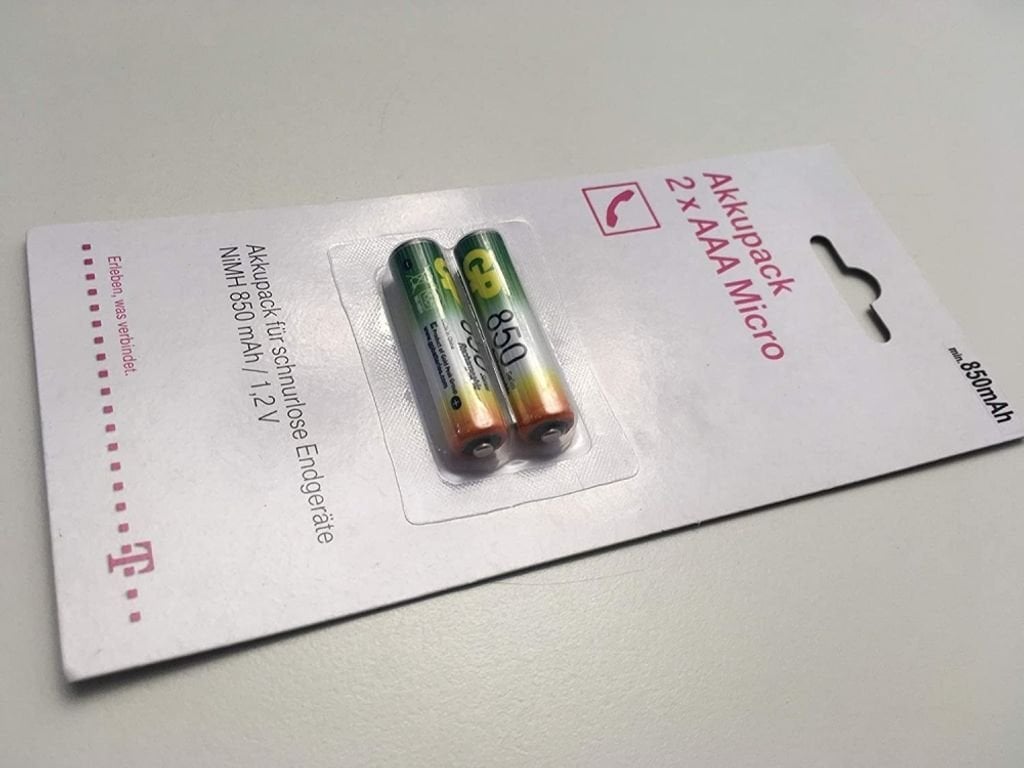 min. 850mAh
Akkupack
2 x AAA Micro
GP
850
Akkupack für schnurlose Endgeräte
NiMH 850 mAh / 1,2 V
Erleben, was verbindet.
T